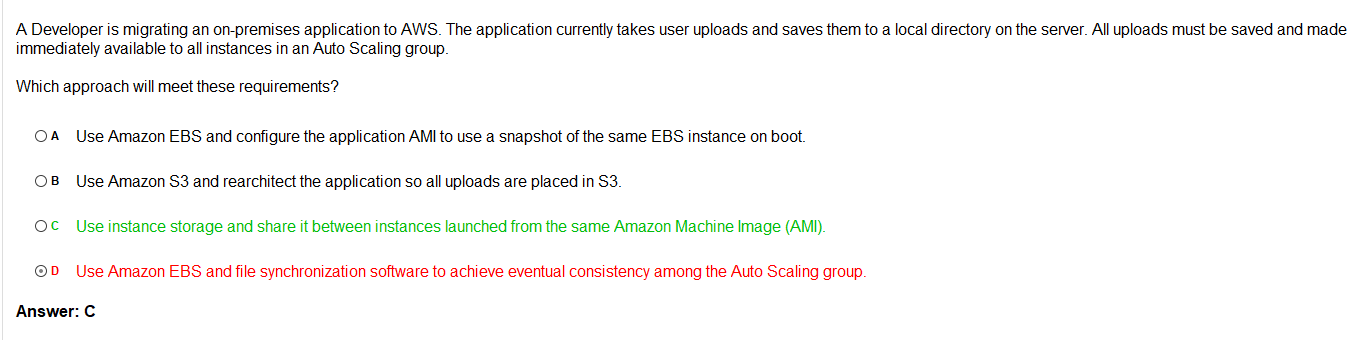 A Developer is migrating an on-premises application to AWS. The application currently takes user uploads and saves them to a local directory on the server. All uploads must be saved and made
immediately available to all instances in an Auto Scaling group.
Which approach will meet these requirements?
A Use Amazon EBS and configure the application AMI to use a snapshot of the same EBS instance on boot.
B Use Amazon S3 and rearchitect the application so all uploads are placed in S3.
C Use instance storage and share it between instances launched from the same Amazon Machine Image (AMI).
D Use Amazon EBS and file synchronization software to achieve eventual consistency among the Auto Scaling group.
Answer: C